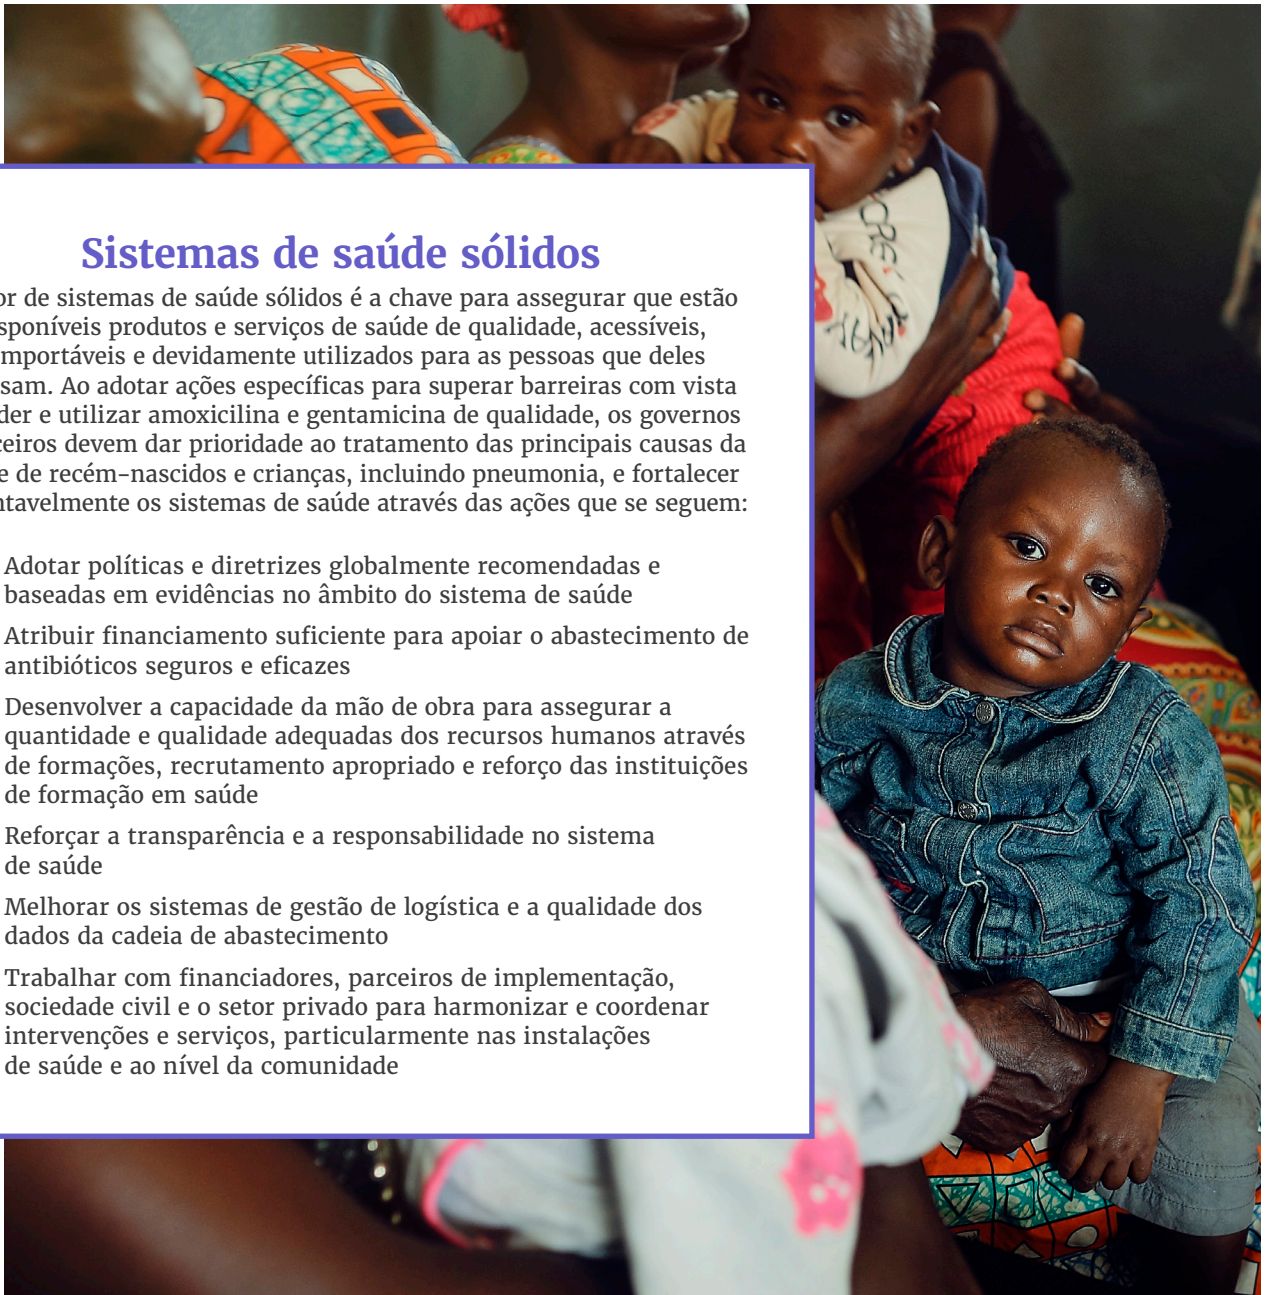 Sistemas de saúde sólidos
de sistemas de saúde sólidos é a chave para assegurar que estão
produtos e serviços de saúde de qualidade, acessíveis,
e devidamente utilizados para as pessoas que deles
Ao adotar ações específicas para superar barreiras com vista
e utilizar amoxicilina e gentamicina de qualidade, os governos
devem dar prioridade ao tratamento das principais causas da
de recém-nascidos e crianças, incluindo pneumonia, e fortalecer
os sistemas de saúde através das ações que se seguem:
Adotar políticas e diretrizes globalmente recomendadas e
baseadas em evidências no âmbito do sistema de saúde
Atribuir financiamento suficiente para apoiar o abastecimento de
antibióticos seguros e eficazes
Desenvolver a capacidade da mão de obra para assegurar a
quantidade e qualidade adequadas dos recursos humanos através
de formações, recrutamento apropriado e reforço das instituições
de formação em saúde
Reforçar a transparência e a responsabilidade no sistema
de saúde
Melhorar os sistemas de gestão de logística e a qualidade dos
dados da cadeia de abastecimento
Trabalhar com financiadores, parceiros de implementação,
sociedade civil e o setor privado para harmonizar e coordenar
intervenções e serviços, particularmente nas instalações
de saúde e ao nível da comunidade